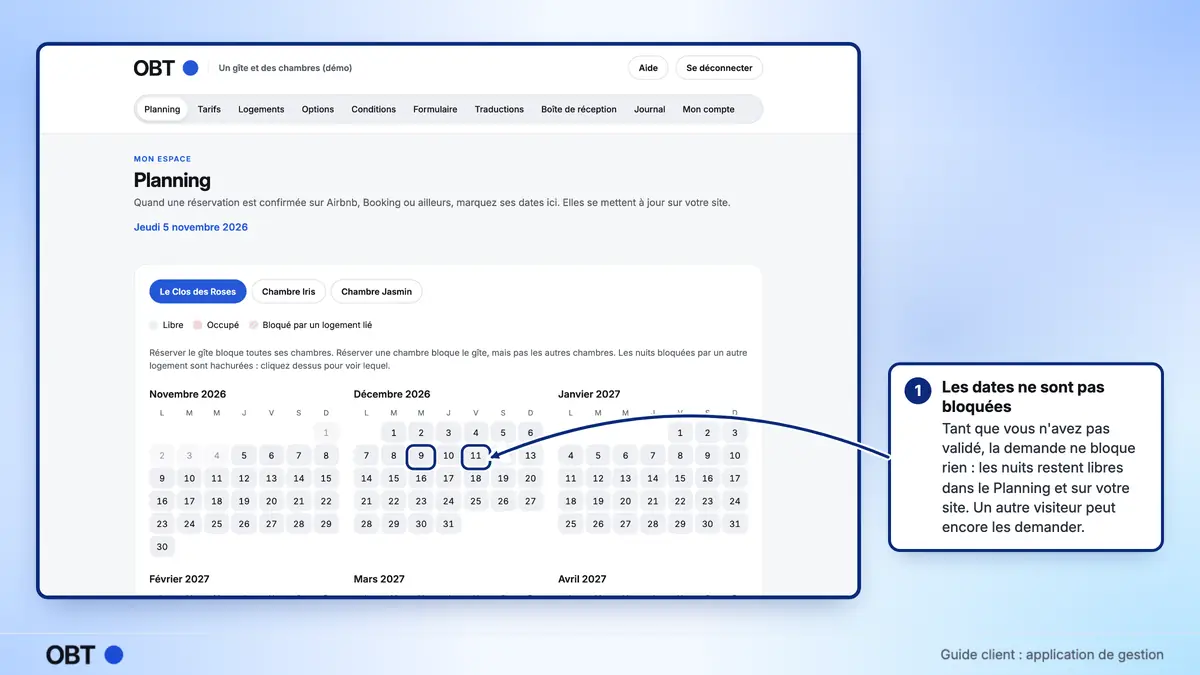 OBT
Un gîte et des chambres (démo)
Aide
Se déconnecter
Planning
Tarifs
Logements
Options
Conditions
Formulaire
Traductions
Boîte de réception
Journal
Mon compte
MON ESPACE
Planning
Quand une réservation est confirmée sur Airbnb, Booking ou ailleurs, marquez ses dates ici. Elles se mettent à jour sur votre site.
Jeudi 5 novembre 2026
Le Clos des Roses
Chambre Iris
Chambre Jasmin
Libre
Occupé
Bloqué par un logement lié
Réserver le gîte bloque toutes ses chambres. Réserver une chambre bloque le gîte, mais pas les autres chambres. Les nuits bloquées par un autre
logement sont hachurées : cliquez dessus pour voir lequel.
Novembre 2026
L M M J V S D
1
2 3 4 5 6 7 8
9 10 11 12 13 14 15
16 17 18 19 20 21 22
23 24 25 26 27 28 29
30
Décembre 2026
L M M J V S D
1 2 3 4 5 6
7 8 9 10 11 13
14 15 16 17 18 19 20
21 22 23 24 25 26 27
28 29 30 31
Janvier 2027
L M M J V S D
1 2 3
4 5 6 7 8 9 10
11 12 13 14 15 16 17
18 19 20 21 22 23 24
25 26 27 28 29 30 31
Février 2027
Mars 2027
Avril 2027
1
Les dates ne sont pas
bloquées
Tant que vous n'avez pas
validé, la demande ne bloque
rien : les nuits restent libres
dans le Planning et sur votre
site. Un autre visiteur peut
encore les demander.
OBT
Guide client : application de gestion